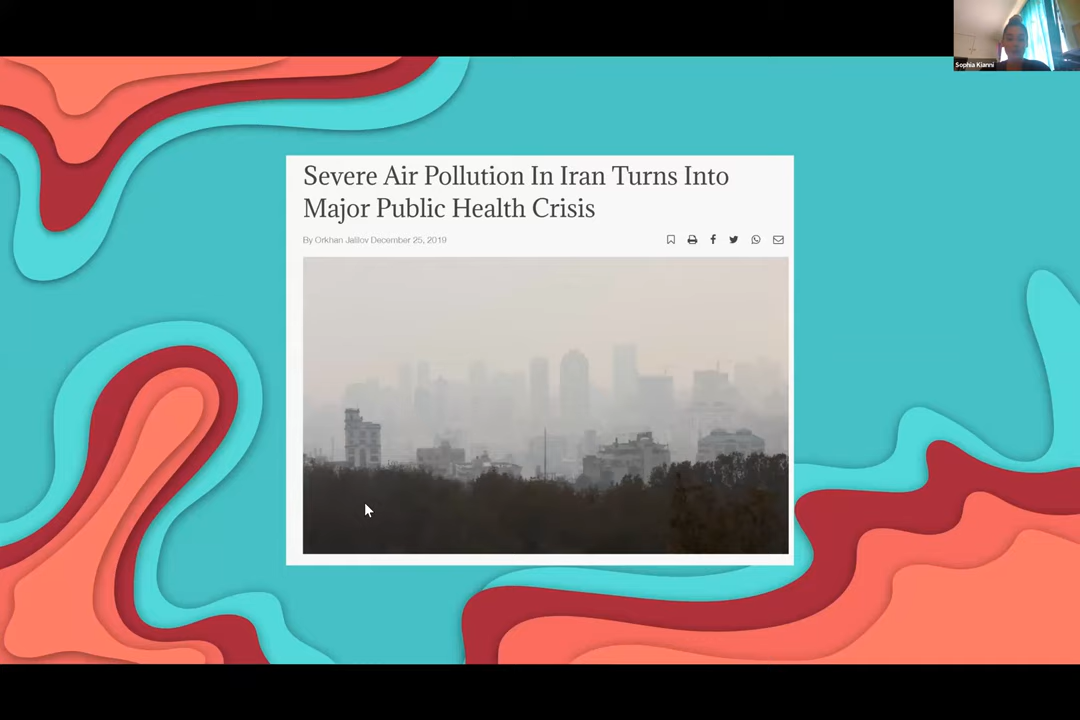 Sophia Kianni
Severe Air Pollution In Iran Turns Into
Major Public Health Crisis
By Orkhan Jalilov December 25, 2019